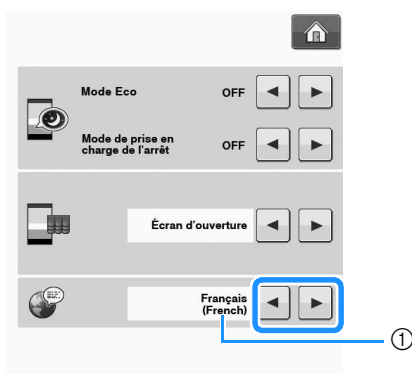 Mode Eco
OFF
Mode de prise en
charge de l'arrêt
OFF
Écran d'ouverture
Français
(French)
①